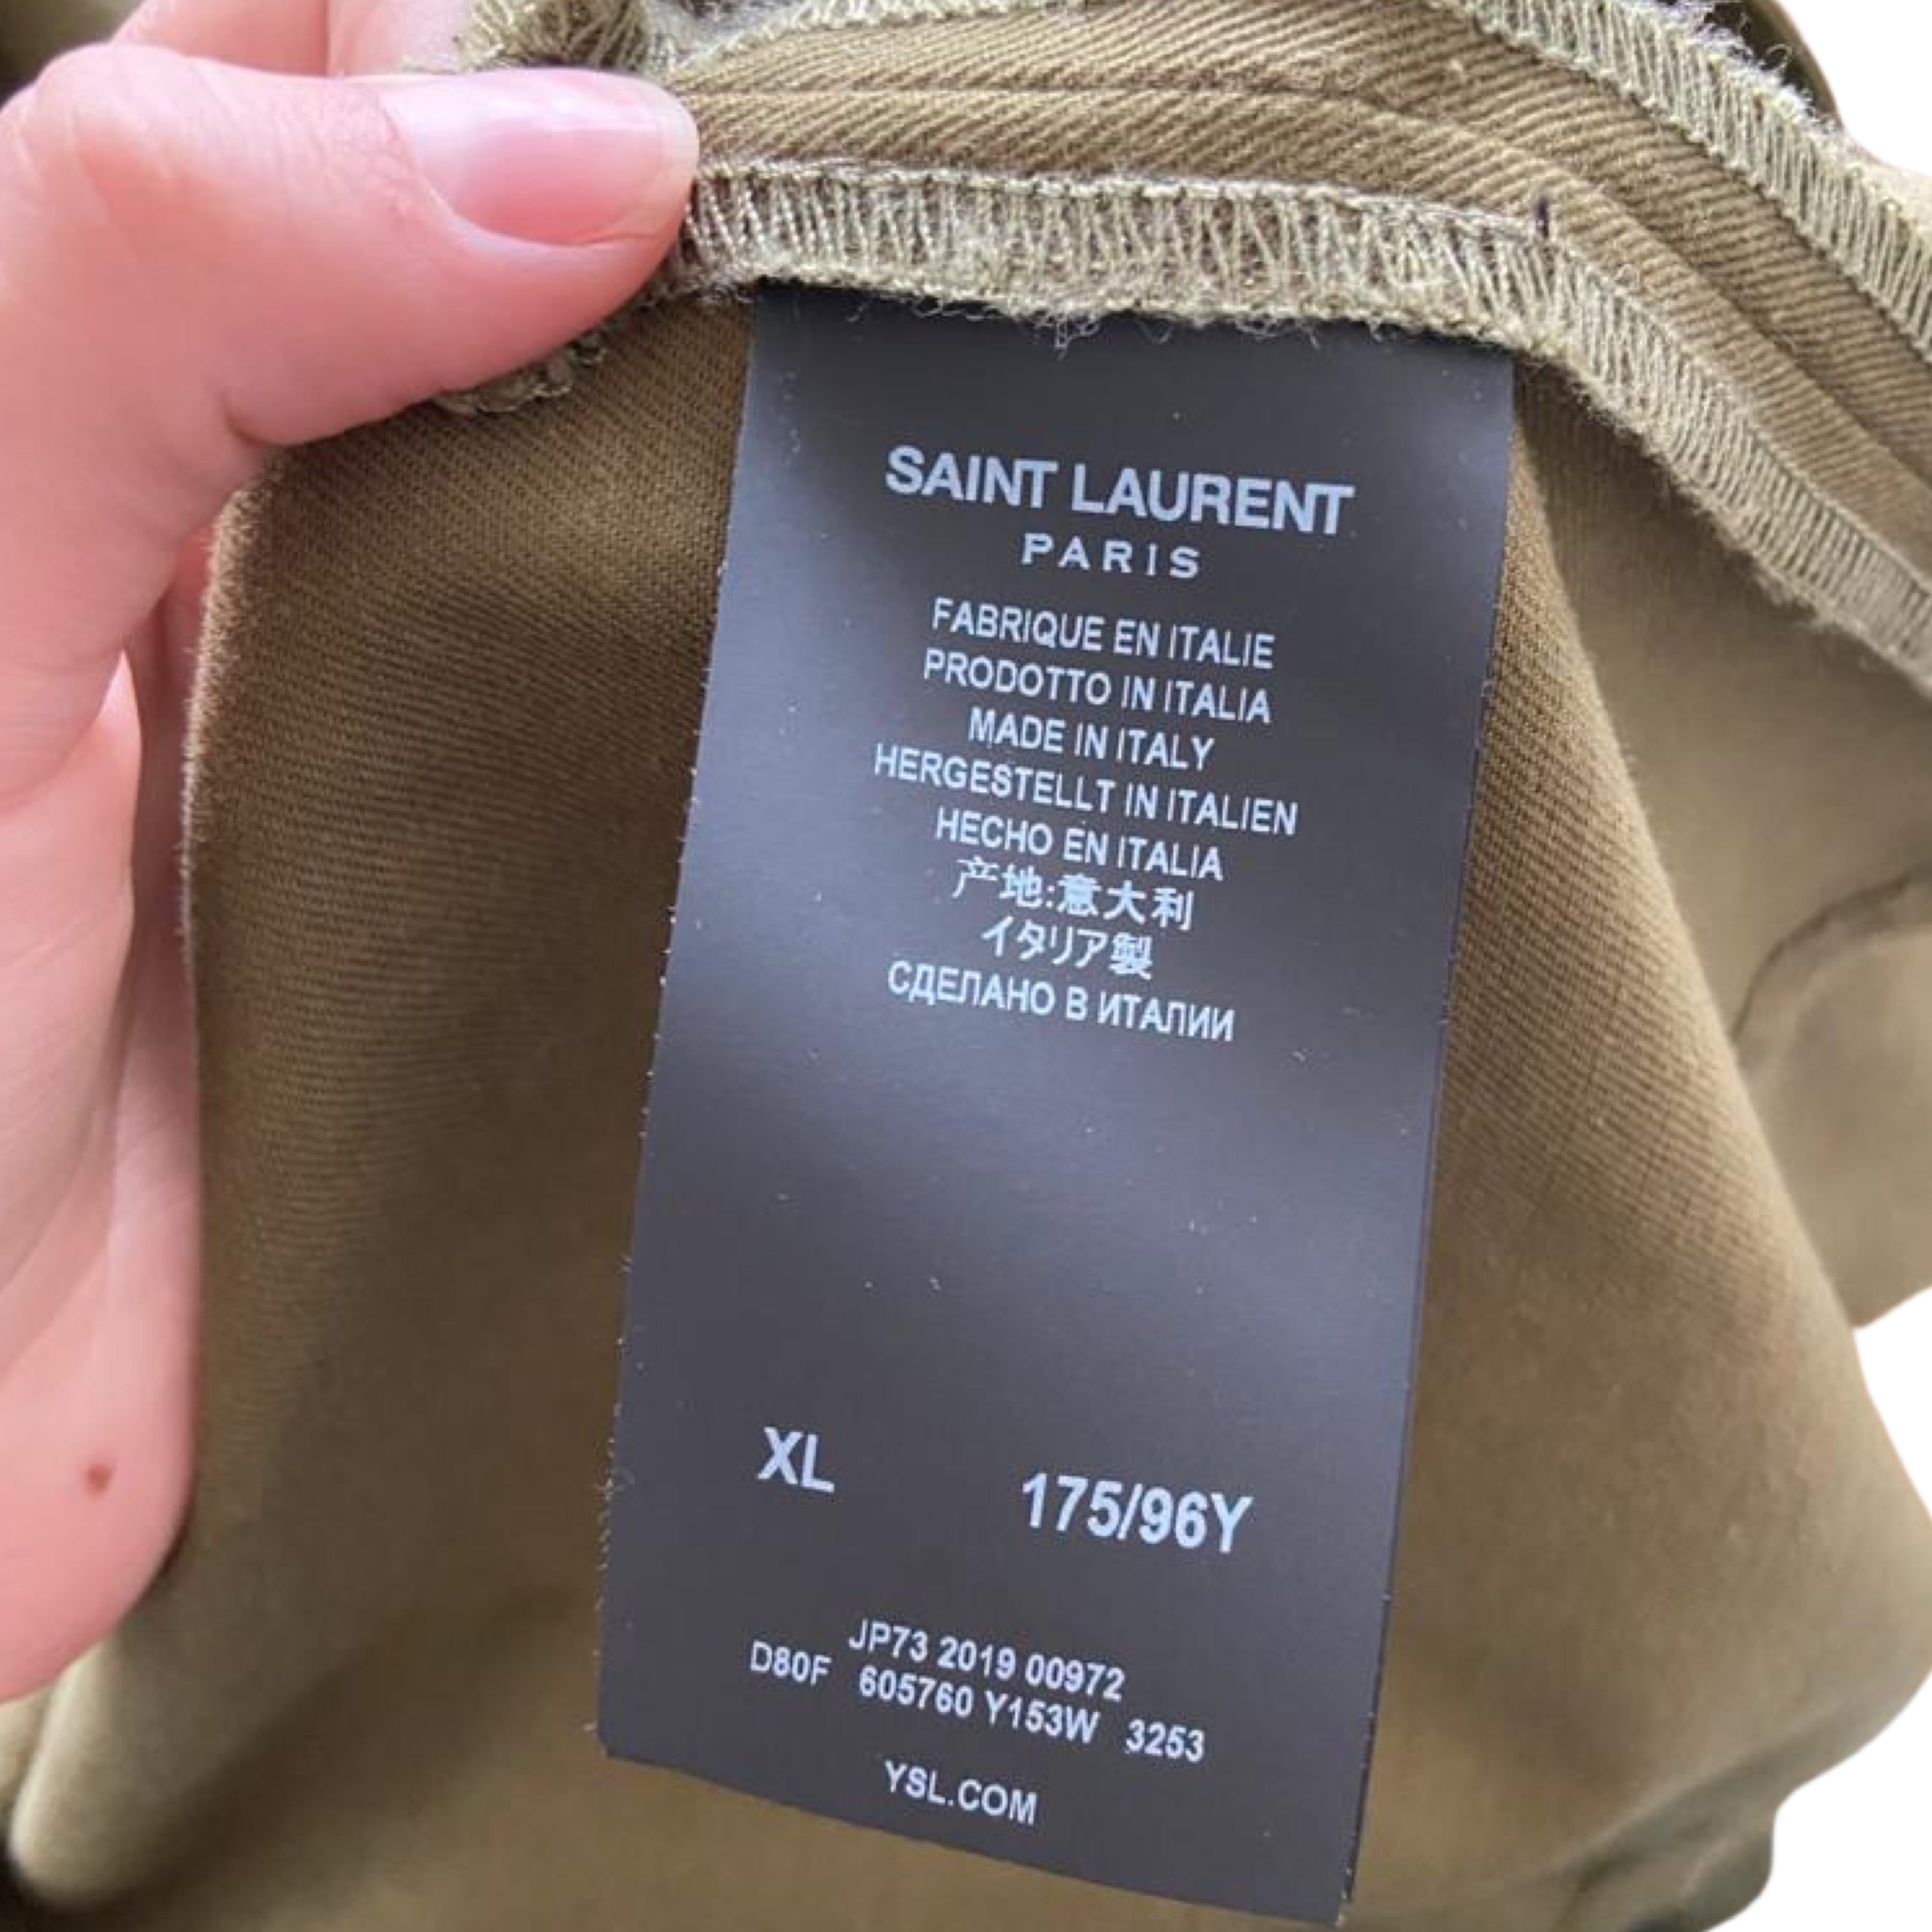 SAINT LAURENT
PARIS
FABRIQUE EN ITALIE
PRODOTTO IN ITALIA
MADE IN ITALY
HERGESTELLT IN ITALIEN
HECHO EN ITALIA
产地:意大利
イタリア製
СДЕЛАНО В ИТАЛИИ
XL 175/96Y
JP73 2019 00972
D80F 605760 Y153W 3253
YSL.COM